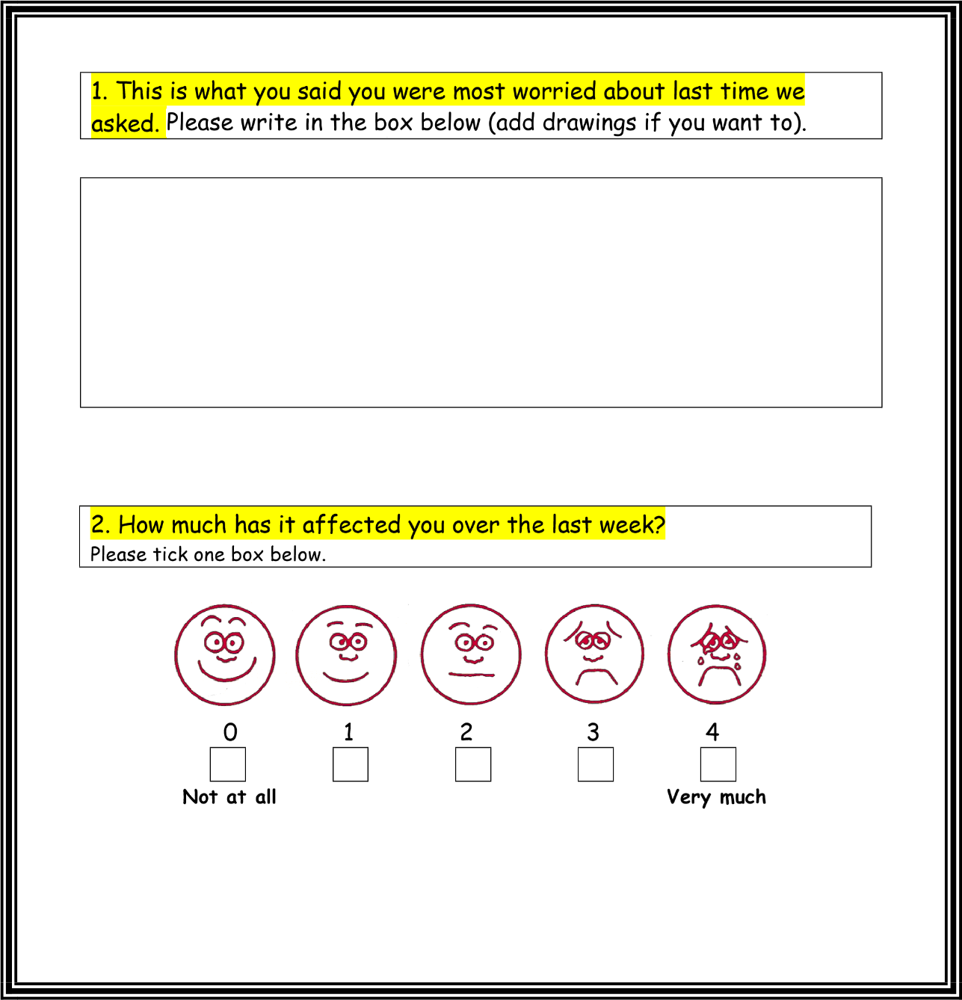 1. This is what you said you were most worried about last time we
asked. Please write in the box below (add drawings if you want to).
2. How much has it affected you over the last week?
Please tick one box below.
0 1 2 3 4
Not at all Very much